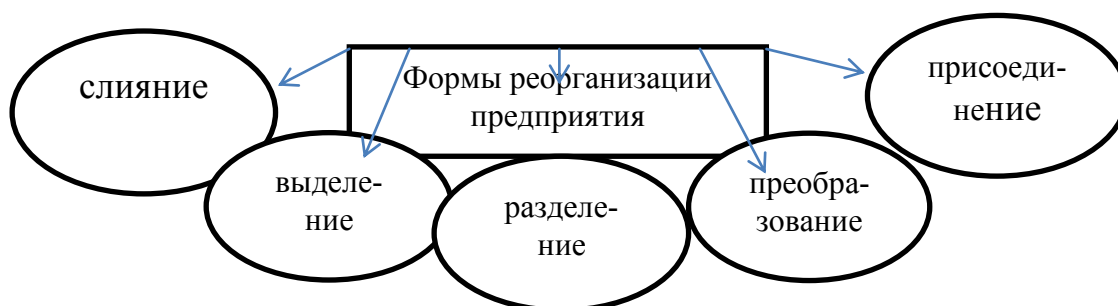 Формы реорганизации
предприятия
слияние
выделе-
ние
разделе-
ние
преобра-
зование
присоеди-
нение